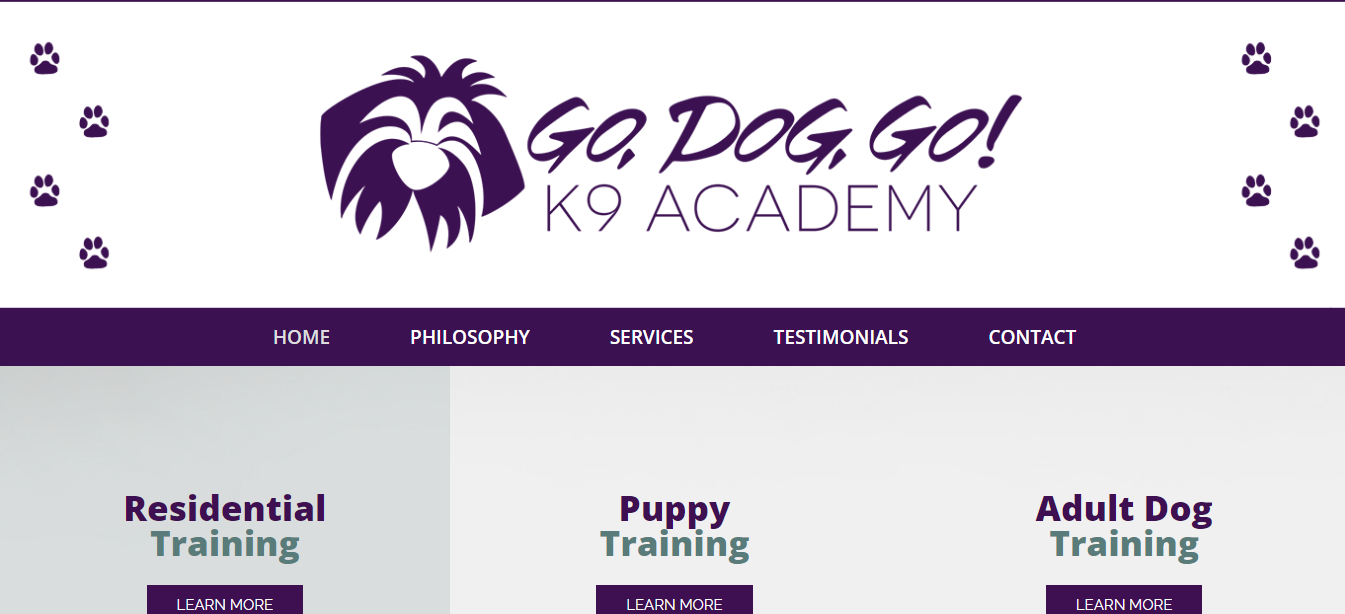 GO, DOG, GO!
K9 ACADEMY
HOME PHILOSOPHY SERVICES TESTIMONIALS CONTACT
Residential
Training
LEARN MORE
Puppy
Training
LEARN MORE
Adult Dog
Training
LEARN MORE